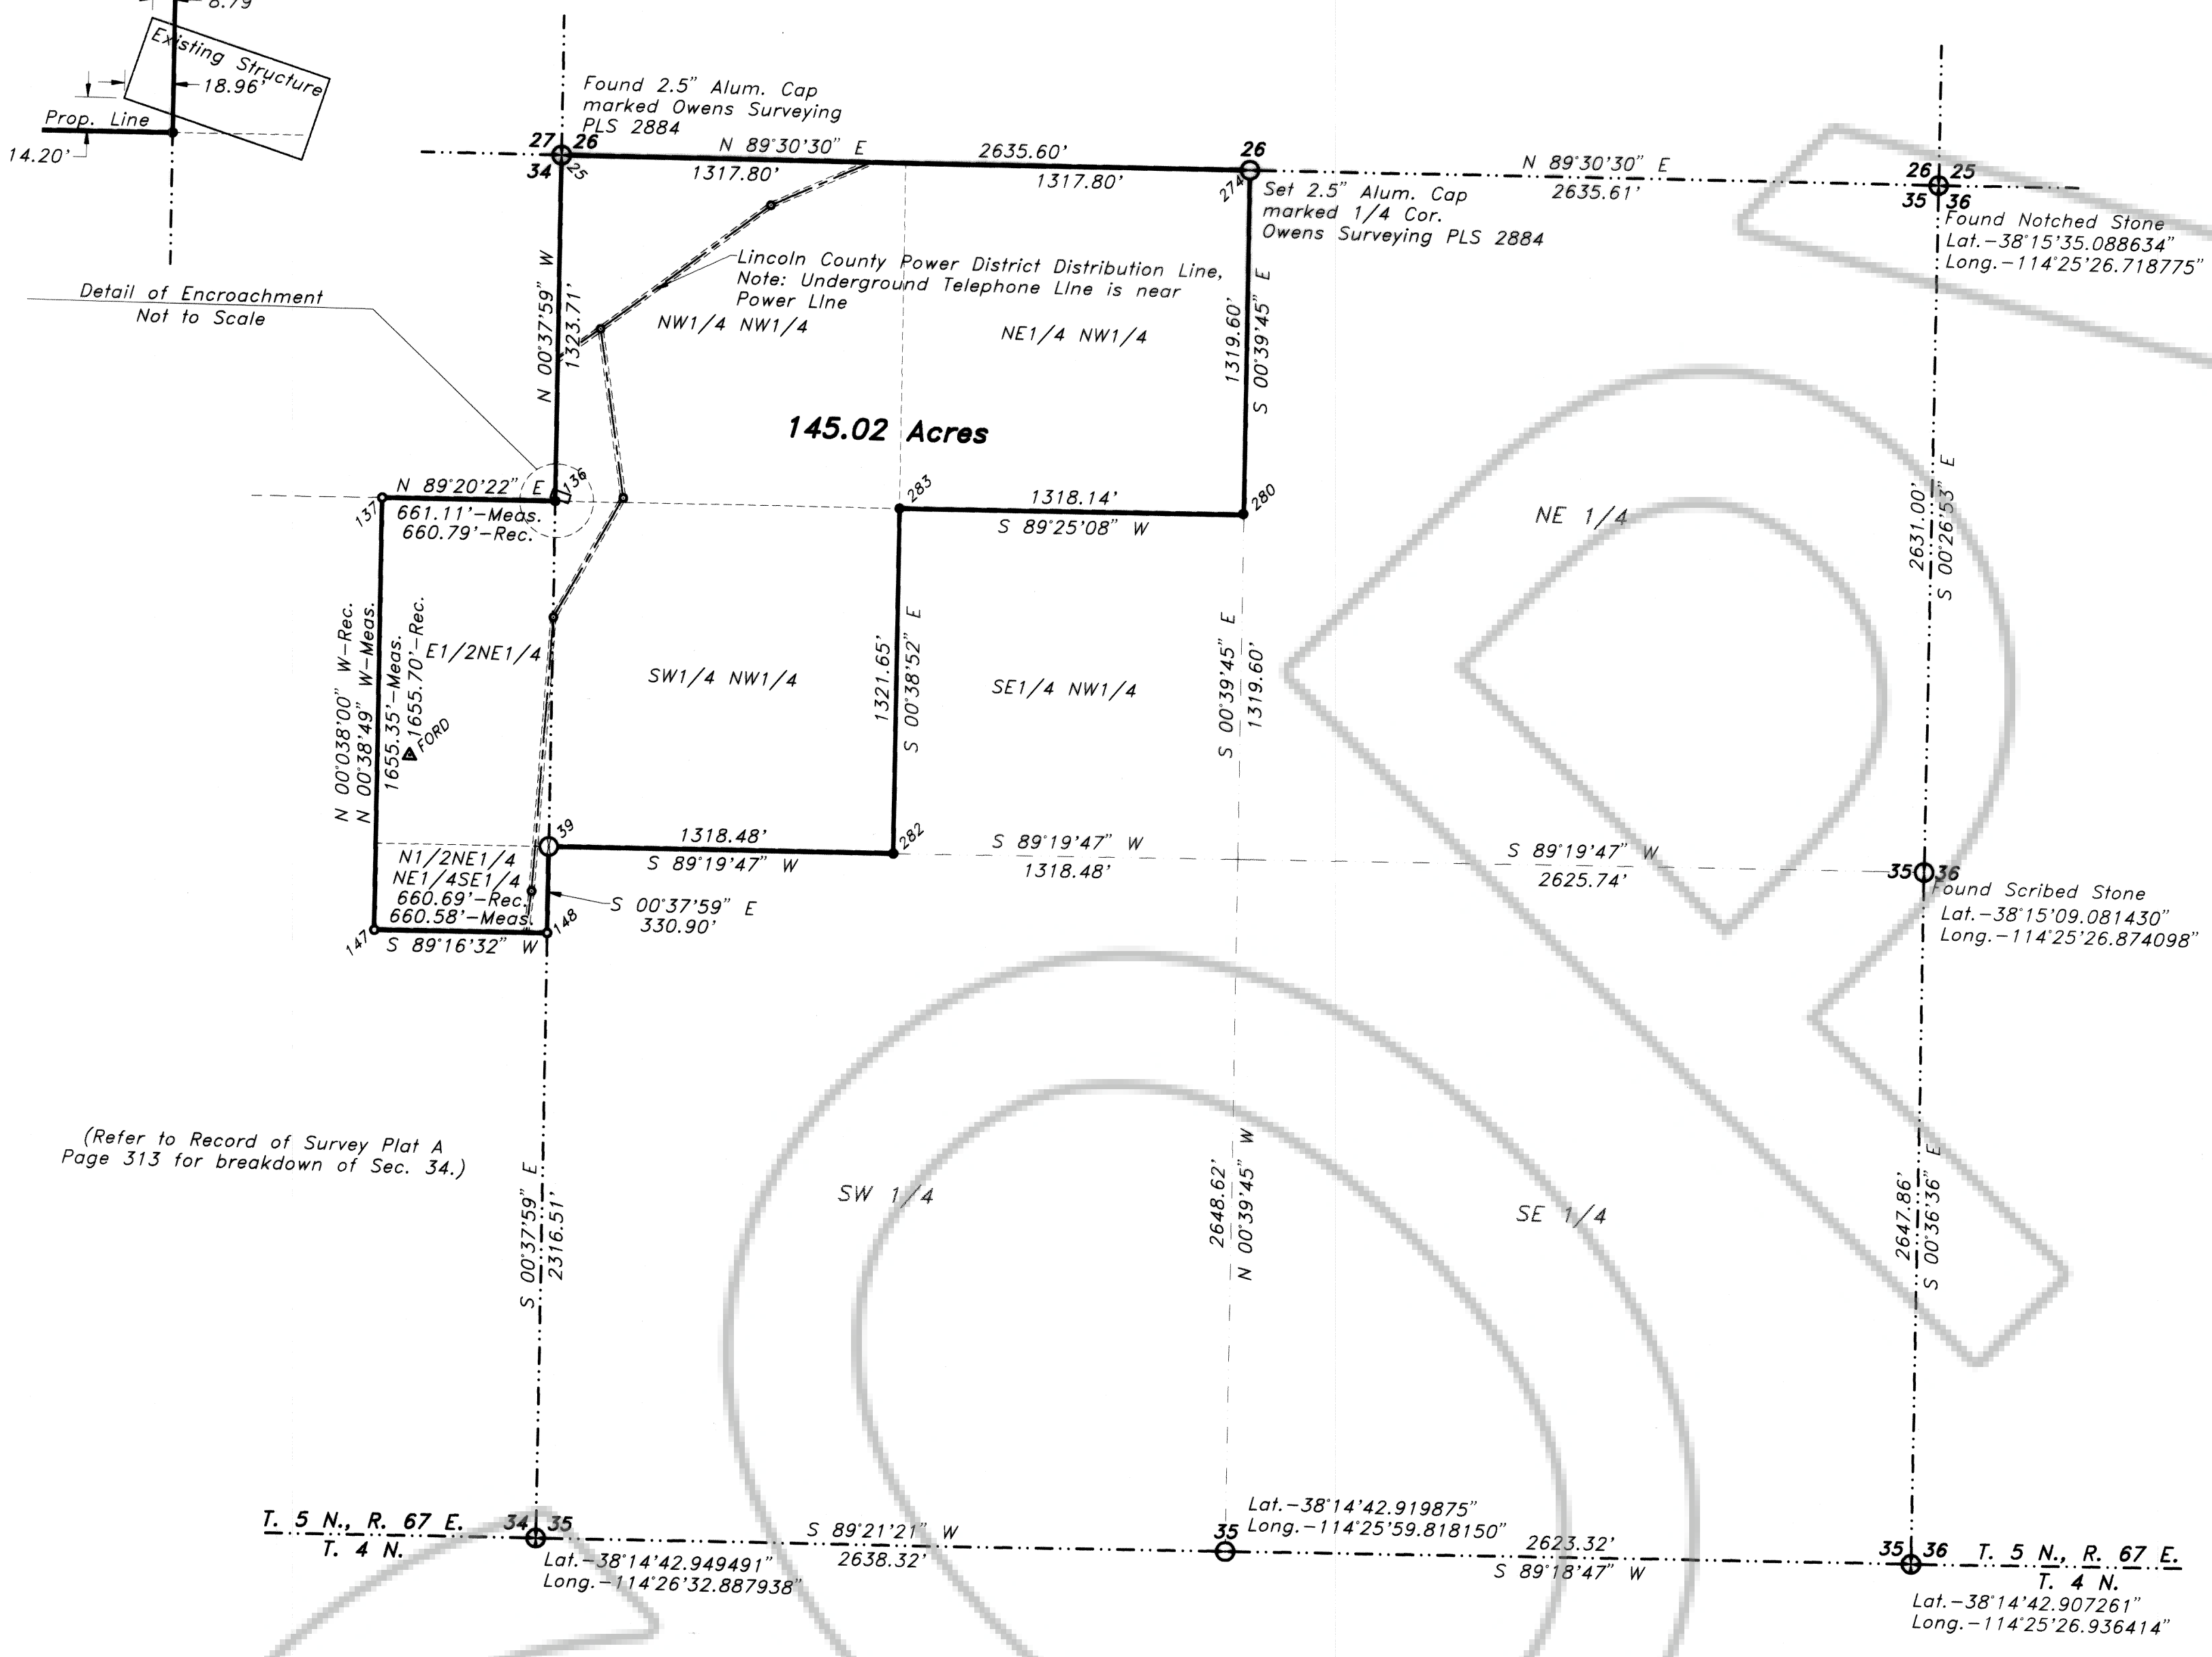 8.79
Existing Structure
18.96'
Prop. Line
14.20'
Found 2.5" Alum. Cap
marked Owens Surveying
PLS 2884
27 26
34
25
N 89°30'30" E 2635.60'
1317.80' 1317.80'
26
274
Set 2.5" Alum. Cap
marked 1/4 Cor.
Owens Surveying PLS 2884
N 89°30'30" E
2635.61'
26 25
35 36
Found Notched Stone
Lat.-38°15'35.088634"
Long.-114°25'26.718775"
Lincoln County Power District Distribution Line,
Note: Underground Telephone LIne is near
Power LIne
Detail of Encroachment
Not to Scale
N 00°37'59" W
1323.71'
NW1/4 NW1/4
NE1/4 NW1/4
1319.60'
S 00°39'45" E
145.02 Acres
N 89°20'22" E
136
137
661.11'-Meas.
660.79'-Rec.
283
1318.14'
280
S 89°25'08" W
NE 1/4
2631.00'
S 00°26'53" E
N 00°038'00" W-Rec.
N 00°38'49" W-Meas.
1655.35'-Meas.
1655.70'-Rec.
E1/2NE1/4
FORD
SW1/4 NW1/4
1321.65'
S 00°38'52" E
SE1/4 NW1/4
S 00°39'45" E
1319.60'
39
1318.48'
282
S 89°19'47" W
S 89°19'47" W
1318.48'
S 89°19'47" W
2625.74'
35 36
Found Scribed Stone
Lat.-38°15'09.081430"
Long.-114°25'26.874098"
N1/2NE1/4
NE1/4SE1/4
660.69'-Rec.
660.58'-Meas.
S 00°37'59" E
330.90'
147
148
S 89°16'32" W
(Refer to Record of Survey Plat A
Page 313 for breakdown of Sec. 34.)
S 00°37'59" E
2316.51'
SW 1/4
2648.62'
N 00°39'45" W
SE 1/4
2647.86'
S 00°36'36" E
T. 5 N., R. 67 E.
T. 4 N.
34 35
Lat.-38°14'42.949491"
Long.-114°26'32.887938"
S 89°21'21" W
2638.32'
35
Lat.-38°14'42.919875"
Long.-114°25'59.818150"
2623.32'
S 89°18'47" W
35 36
T. 5 N., R. 67 E.
T. 4 N.
Lat.-38°14'42.907261"
Long.-114°25'26.936414"